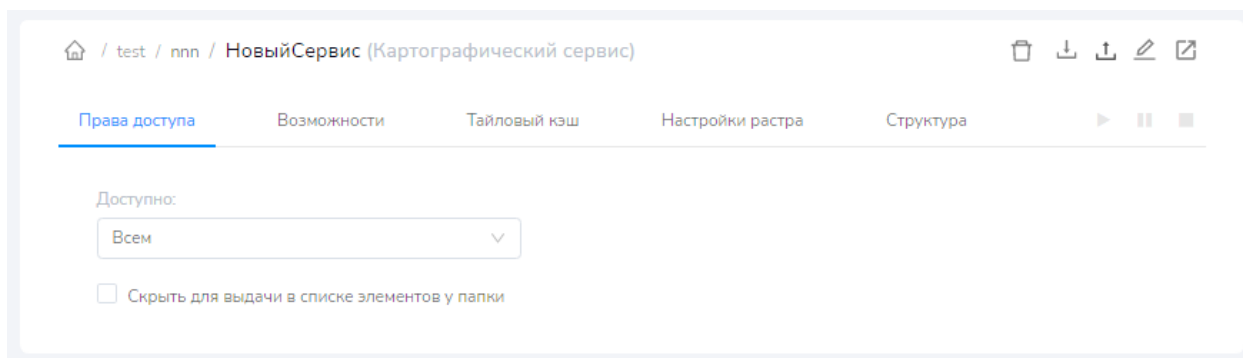 / test / nnn / НовыйСервис (Картографический сервис)
Права доступа Возможности Тайловый кэш Настройки растра Структура
Доступно:
Всем
Скрыть для выдачи в списке элементов у папки